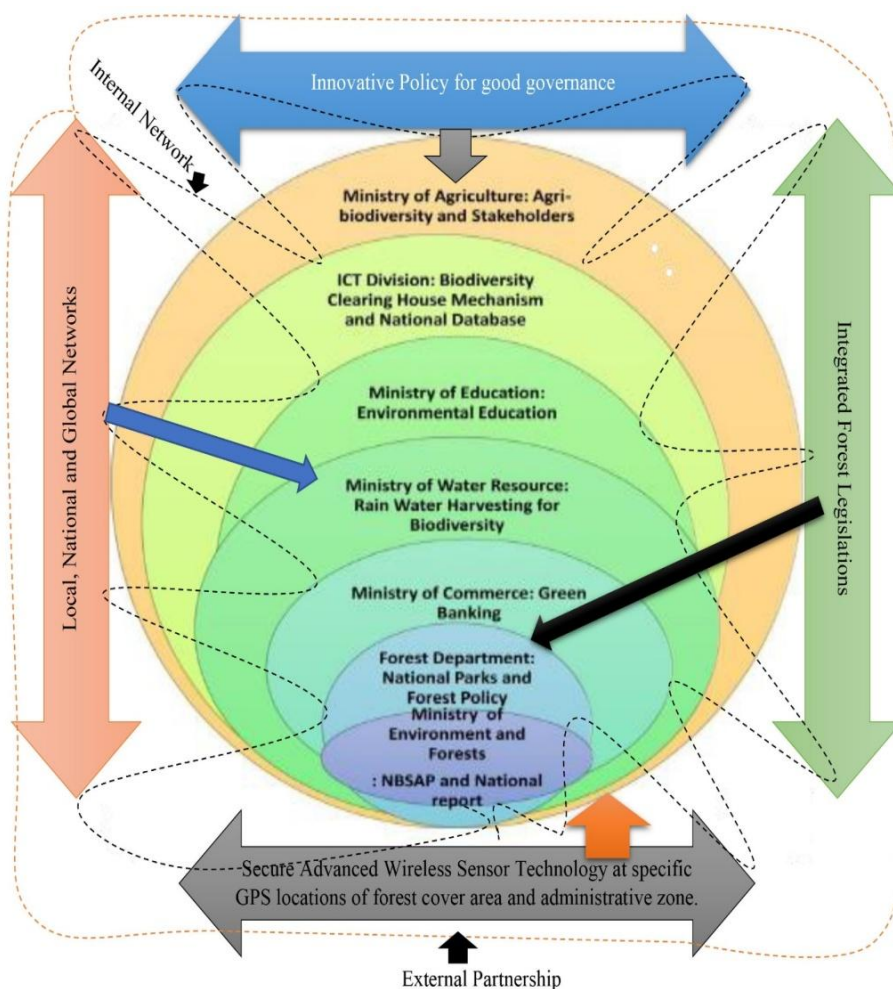 Innovative Policy for good governance
Internal Network
Ministry of Agriculture: Agri-
biodiversity and Stakeholders
ICT Division: Biodiversity
Clearing House Mechanism
and National Database
Ministry of Education:
Environmental Education
Local, National and Global Networks
Integrated Forest Legislations
Ministry of Water Resource:
Rain Water Harvesting for
Biodiversity
Ministry of Commerce: Green
Banking
Forest Department:
National Parks and
Forest Policy
Ministry of
Environment and
Forests
: NBSAP and National
report
Secure Advanced Wireless Sensor Technology at specific
GPS locations of forest cover area and administrative zone.
External Partnership